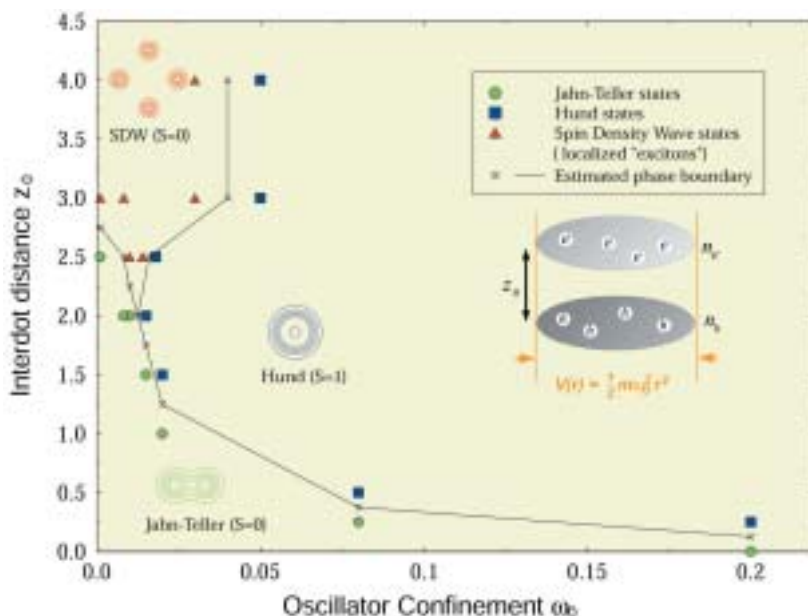 4.5
4.0
3.5
3.0
2.5
2.0
1.5
1.0
0.5
0.0
Interdot distance z₀
SDW (S=0)
Jahn-Teller states
Hund states
Spin Density Wave states
(localized "excitons")
Estimated phase boundary
Hund (S=1)
Jahn-Teller (S=0)
z₀
V(r) =
0.0
0.05
0.1
0.15
0.2
Oscillator Confinement ω₀